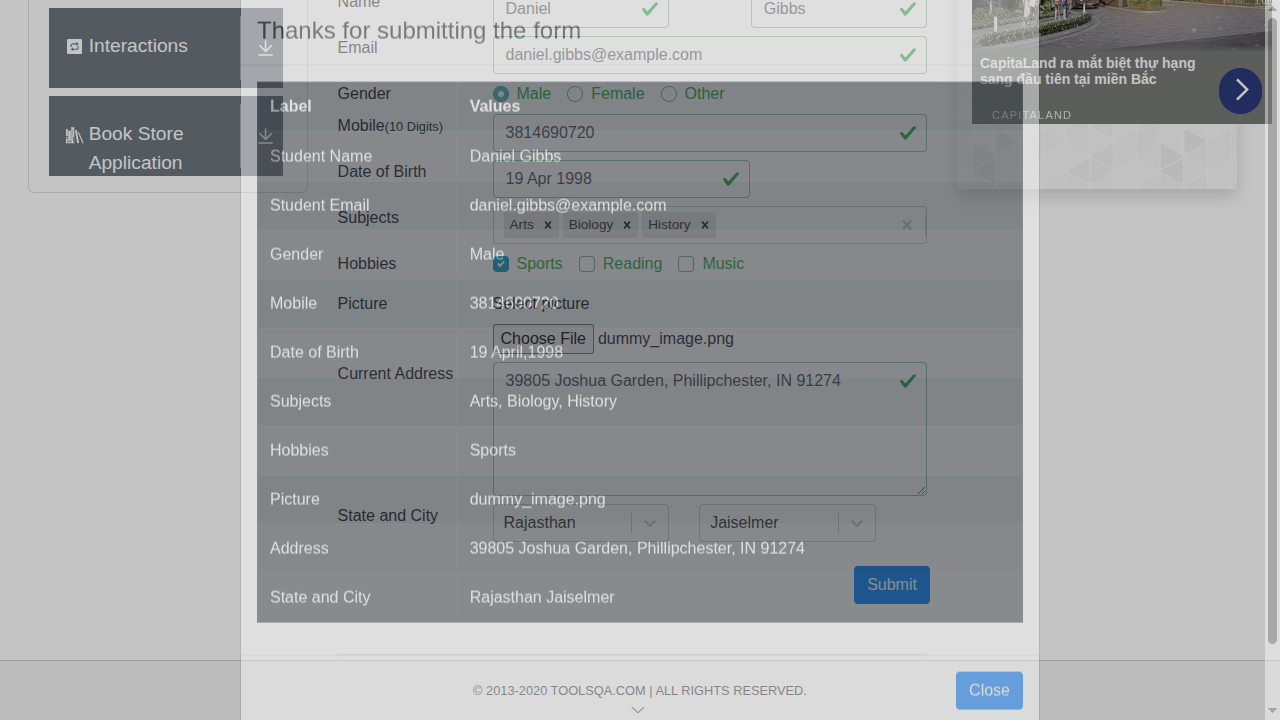 Name
Daniel
Gibbs
Thanks for submitting the form
Interactions
Email
daniel.gibbs@example.com
CapitaLand ra mắt biệt thự hạng
sang đầu tiên tại miền Bắc
CAPITALAND
Gender
Male
Female
Other
Label
Values
Mobile(10 Digits)
3814690720
Book Store
Application
Student Name
Daniel Gibbs
Date of Birth
19 Apr 1998
Student Email
daniel.gibbs@example.com
Subjects
Arts x
Biology x
History x
Gender
Male
Hobbies
Sports
Reading
Music
Mobile
3814690720
Picture
Select picture
Choose File dummy_image.png
Date of Birth
19 April,1998
Current Address
39805 Joshua Garden, Phillipchester, IN 91274
Subjects
Arts, Biology, History
Hobbies
Sports
Picture
dummy_image.png
State and City
Rajasthan
Jaiselmer
Address
39805 Joshua Garden, Phillipchester, IN 91274
Submit
State and City
Rajasthan Jaiselmer
© 2013-2020 TOOLSQA.COM | ALL RIGHTS RESERVED.
Close